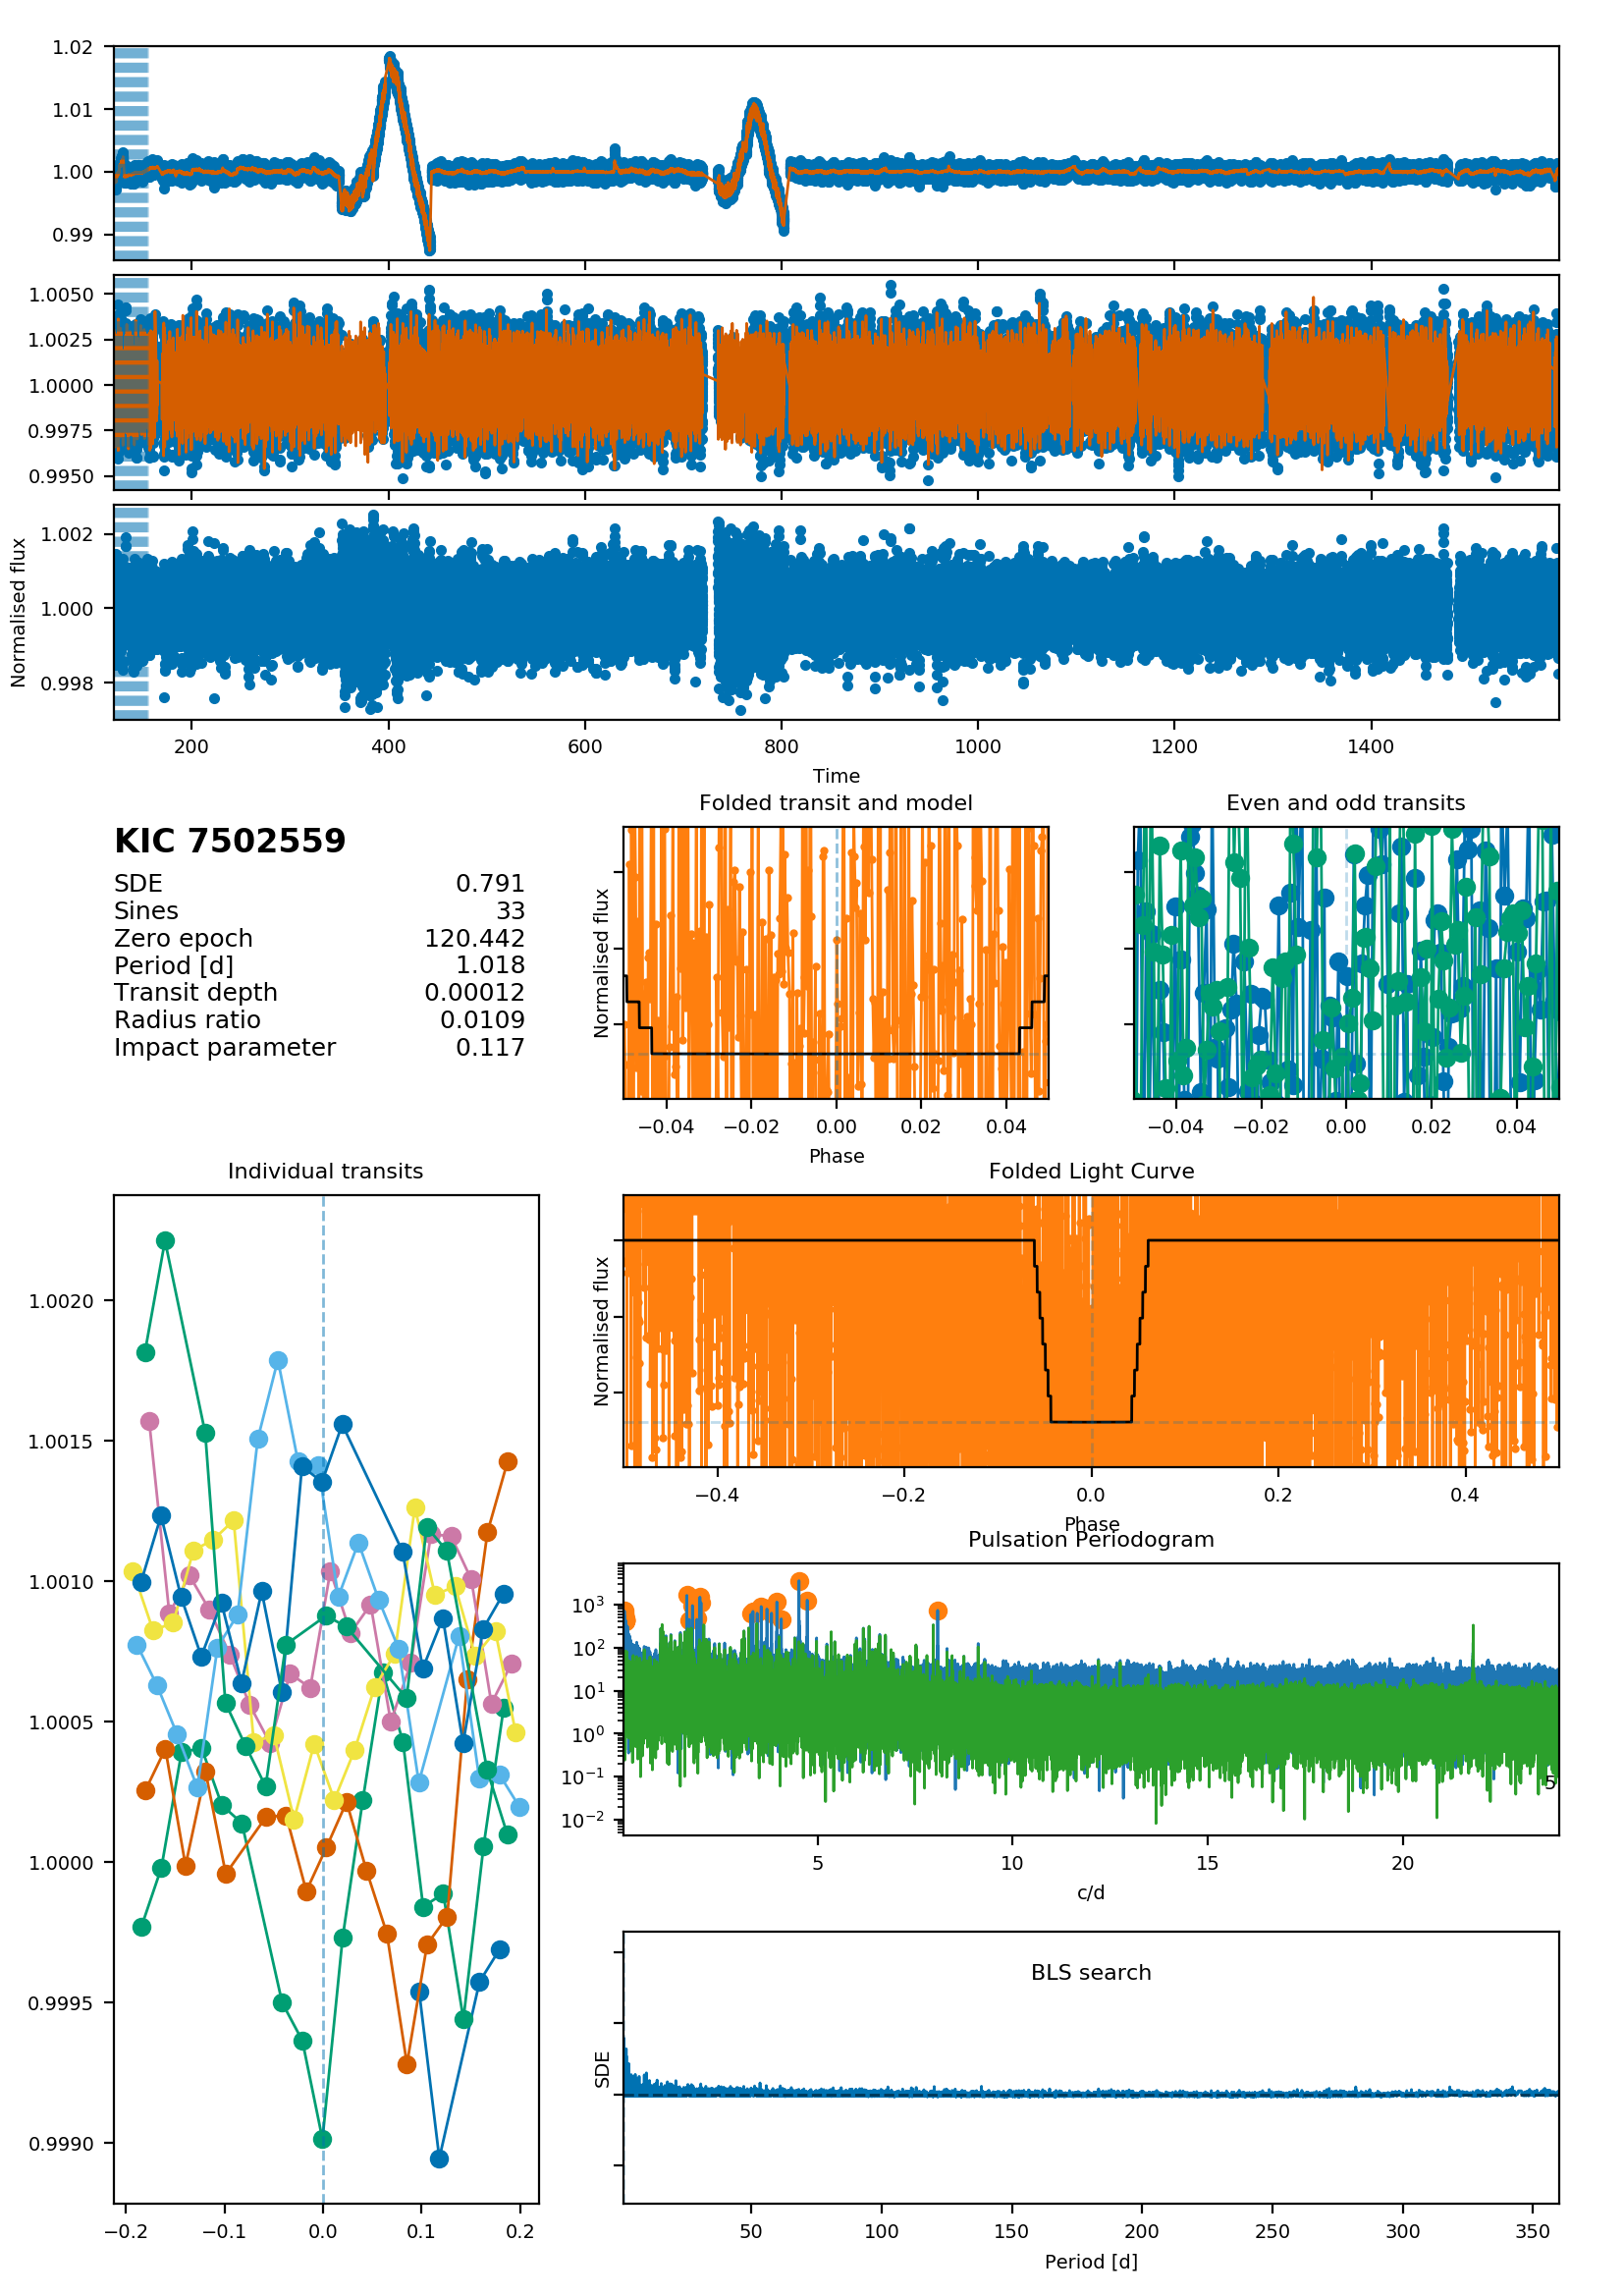 1.02
1.01
1.00
0.99
1.0050
1.0025
1.0000
0.9975
0.9950
1.002
1.000
0.998
Normalised flux
200 400 600 800 1000 1200 1400
Time
KIC 7502559
SDE 0.791
Sines 33
Zero epoch 120.442
Period [d] 1.018
Transit depth 0.00012
Radius ratio 0.0109
Impact parameter 0.117
Folded transit and model
Normalised flux
−0.04 −0.02 0.00 0.02 0.04
Phase
Even and odd transits
−0.04 −0.02 0.00 0.02 0.04
Individual transits
1.0020
1.0015
1.0010
1.0005
1.0000
0.9995
0.9990
−0.2 −0.1 0.0 0.1 0.2
Folded Light Curve
Normalised flux
−0.4 −0.2 0.0 0.2 0.4
Phase
Pulsation Periodogram
10³
10²
10¹
10⁰
10⁻¹
10⁻²
5
5 10 15 20
c/d
BLS search
SDE
50 100 150 200 250 300 350
Period [d]